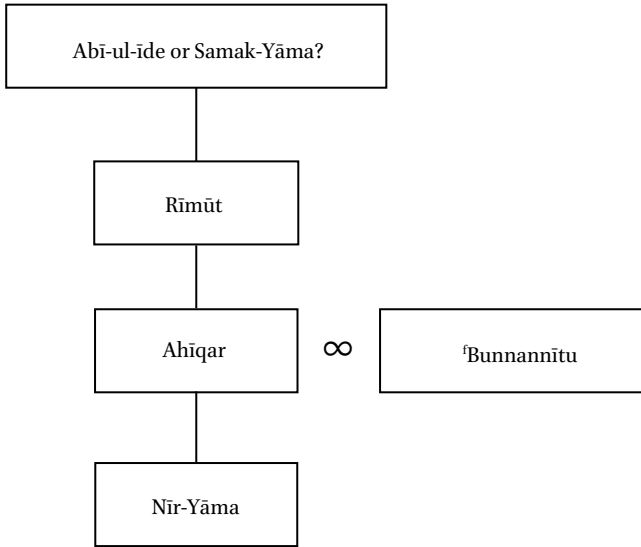 Abī-ul-īde or Samak-Yāma?
Rīmūt
Ahīqar ∞ ᶠBunnannītu
Nīr-Yāma